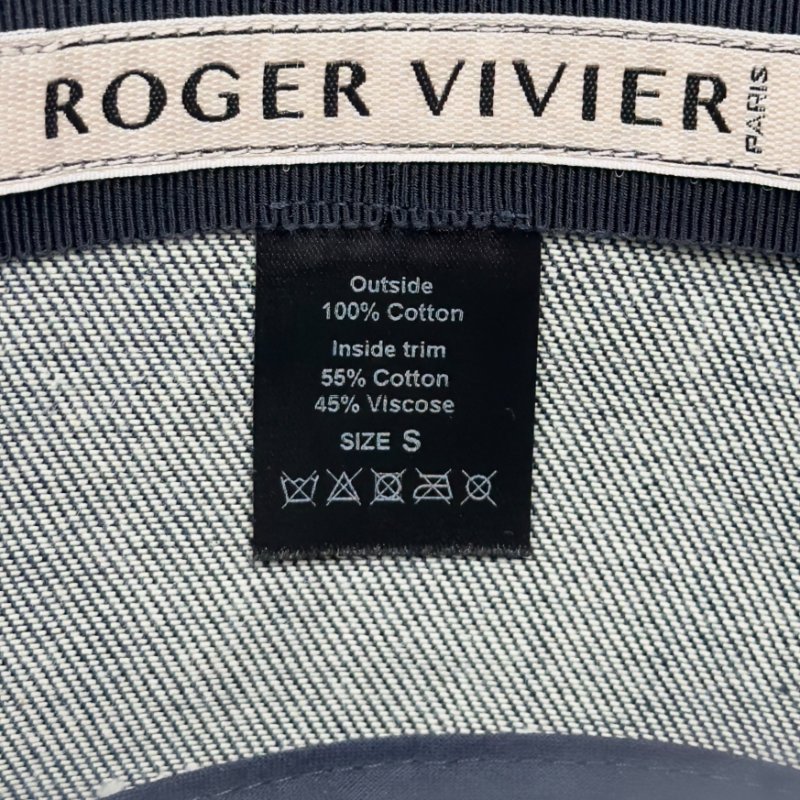 ROGER VIVIER PARIS
Outside
100% Cotton
Inside trim
55% Cotton
45% Viscose
SIZE S